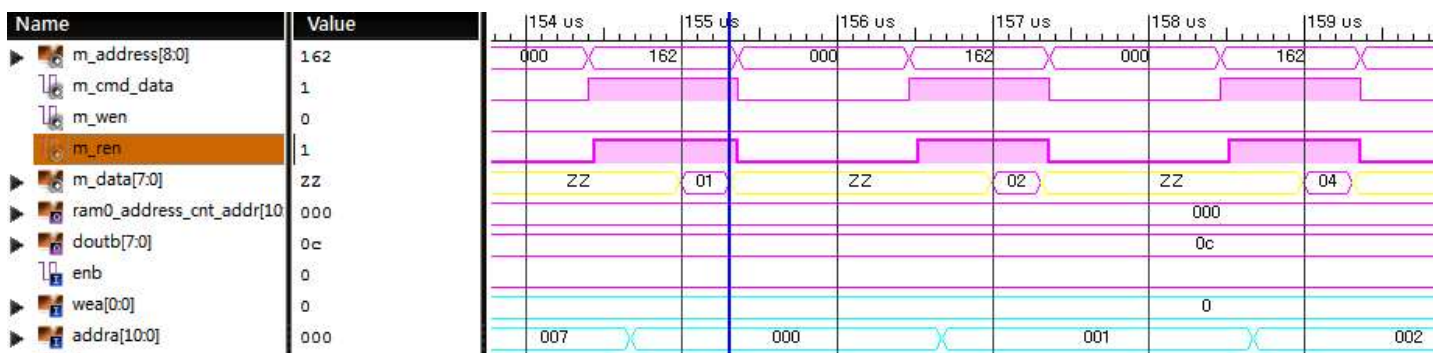 Name Value 154 us 155 us 156 us 157 us 158 us 159 us
m_address[8:0] 162 000 162 000 162 000 162
m_cmd_data 1
m_wen 0
m_ren 1
m_data[7:0] ZZ ZZ 01 ZZ 02 ZZ 04
ram0_address_cnt_addr[10: 000 000
doutb[7:0] 0c 0c
enb 0
wea[0:0] 0 0
addra[10:0] 000 007 000 001 002